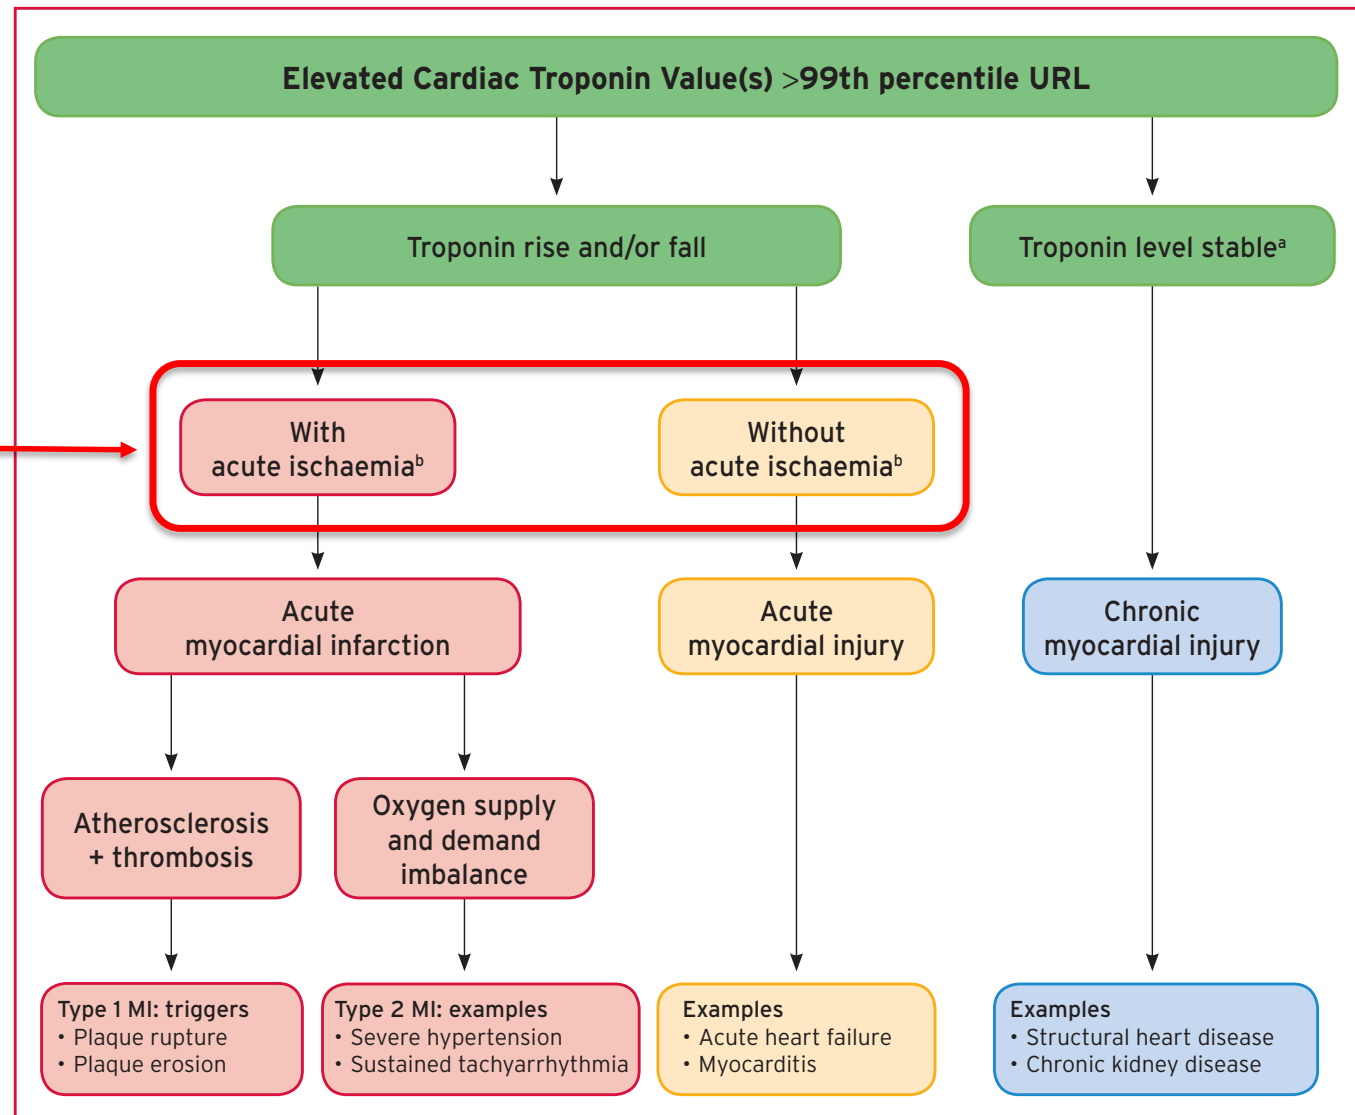 Elevated Cardiac Troponin Value(s) >99th percentile URL
Troponin rise and/or fall
Troponin level stableᵃ
With
acute ischaemiaᵇ
Without
acute ischaemiaᵇ
Acute
myocardial infarction
Acute
myocardial injury
Chronic
myocardial injury
Atherosclerosis
+ thrombosis
Oxygen supply
and demand
imbalance
Type 1 MI: triggers
• Plaque rupture
• Plaque erosion
Type 2 MI: examples
• Severe hypertension
• Sustained tachyarrhythmia
Examples
• Acute heart failure
• Myocarditis
Examples
• Structural heart disease
• Chronic kidney disease